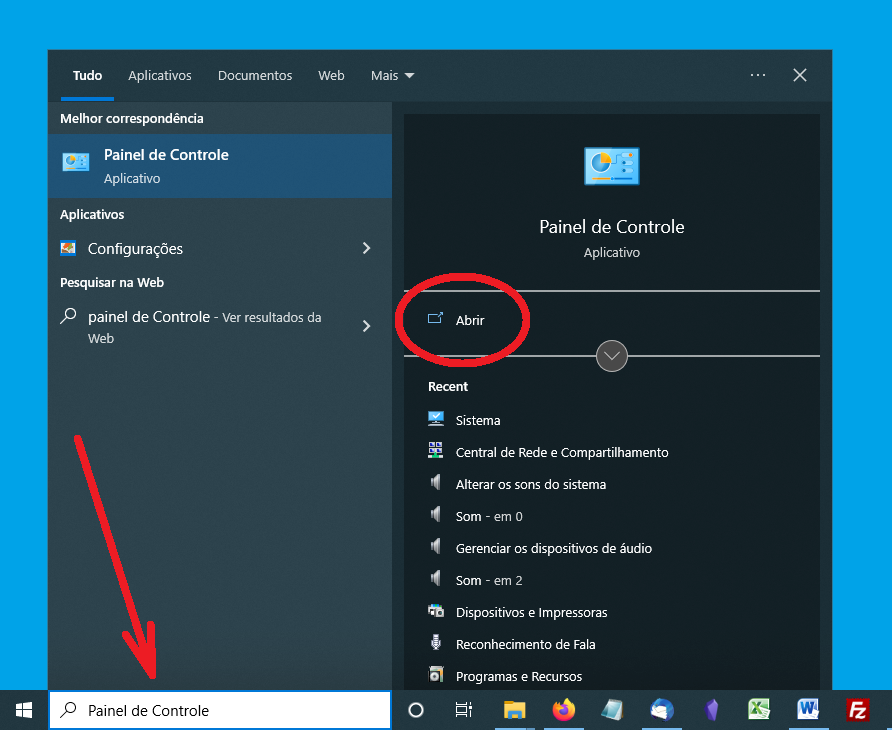 Tudo Aplicativos Documentos Web Mais
Melhor correspondência
Painel de Controle
Aplicativo
Aplicativos
Configurações
Pesquisar na Web
painel de Controle - Ver resultados da
Web
Painel de Controle
Aplicativo
Abrir
Recent
Sistema
Central de Rede e Compartilhamento
Alterar os sons do sistema
Som - em 0
Gerenciar os dispositivos de áudio
Som - em 2
Dispositivos e Impressoras
Reconhecimento de Fala
Programas e Recursos
Painel de Controle